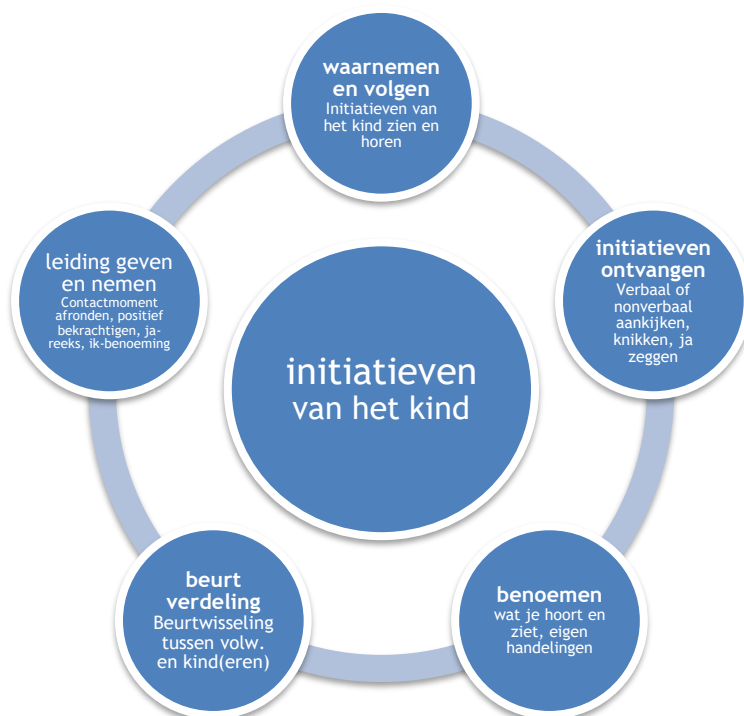 waarnemen
en volgen
Initiatieven van
het kind zien en
horen
initiatieven
ontvangen
Verbaal of
nonverbaal
aankijken,
knikken, ja
zeggen
benoemen
wat je hoort en
ziet, eigen
handelingen
beurt
verdeling
Beurtwisseling
tussen volw.
en kind(eren)
leiding geven
en nemen
Contactmoment
afronden, positief
bekrachtigen, ja-
reeks, ik-benoeming
initiatieven
van het kind